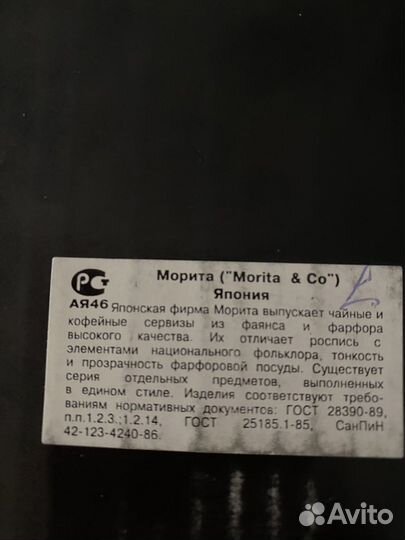 Морита ("Morita & Co")
Япония
РСТ
АЯ46 Японская фирма Морита выпускает чайные и
кофейные сервизы из фаянса и фарфора
высокого качества. Их отличает роспись с
элементами национального фольклора, тонкость
и прозрачность фарфоровой посуды. Существует
серия отдельных предметов, выполненных
в едином стиле. Изделия соответствуют требо-
ваниям нормативных документов: ГОСТ 28390-89,
п.п.1.2.3.;1.2.14, ГОСТ 25185.1-85, СанПиН
42-123-4240-86.
Avito